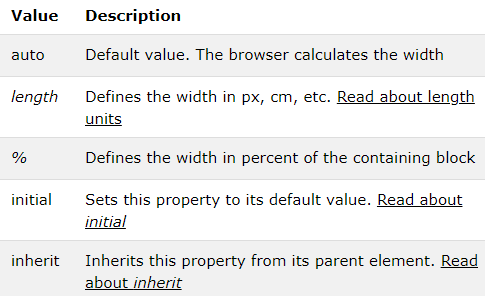 Value Description
auto Default value. The browser calculates the width
length Defines the width in px, cm, etc. Read about length
units
% Defines the width in percent of the containing block
initial Sets this property to its default value. Read about
initial
inherit Inherits this property from its parent element. Read
about inherit